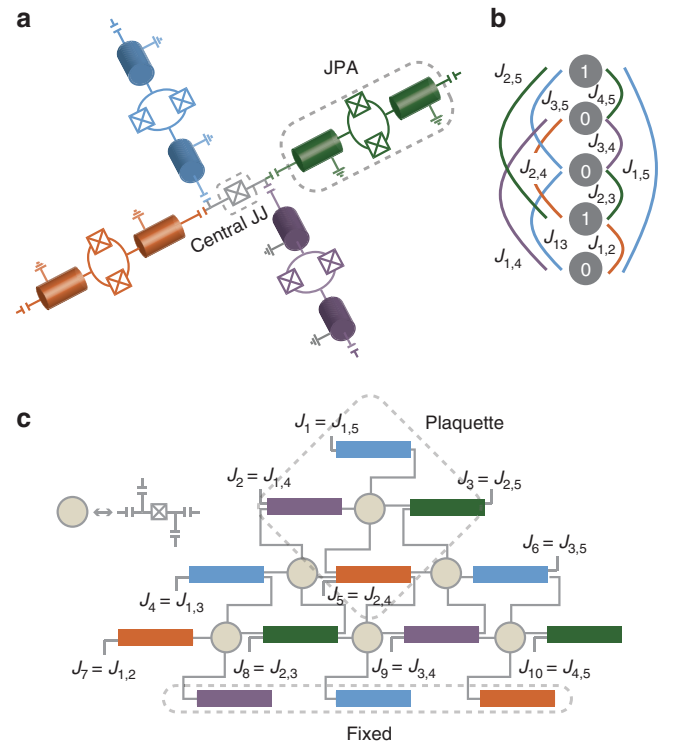 a
JPA
Central JJ
b
J2,5
1
J3,5
J4,5
0
J3,4
J2,4
0
J1,5
J2,3
1
J13
J1,2
J1,4
0
c
J1 = J1,5
Plaquette
J2 = J1,4
J3 = J2,5
J6 = J3,5
J4 = J1,3
J5 = J2,4
J7 = J1,2
J8 = J2,3
J9 = J3,4
J10 = J4,5
Fixed